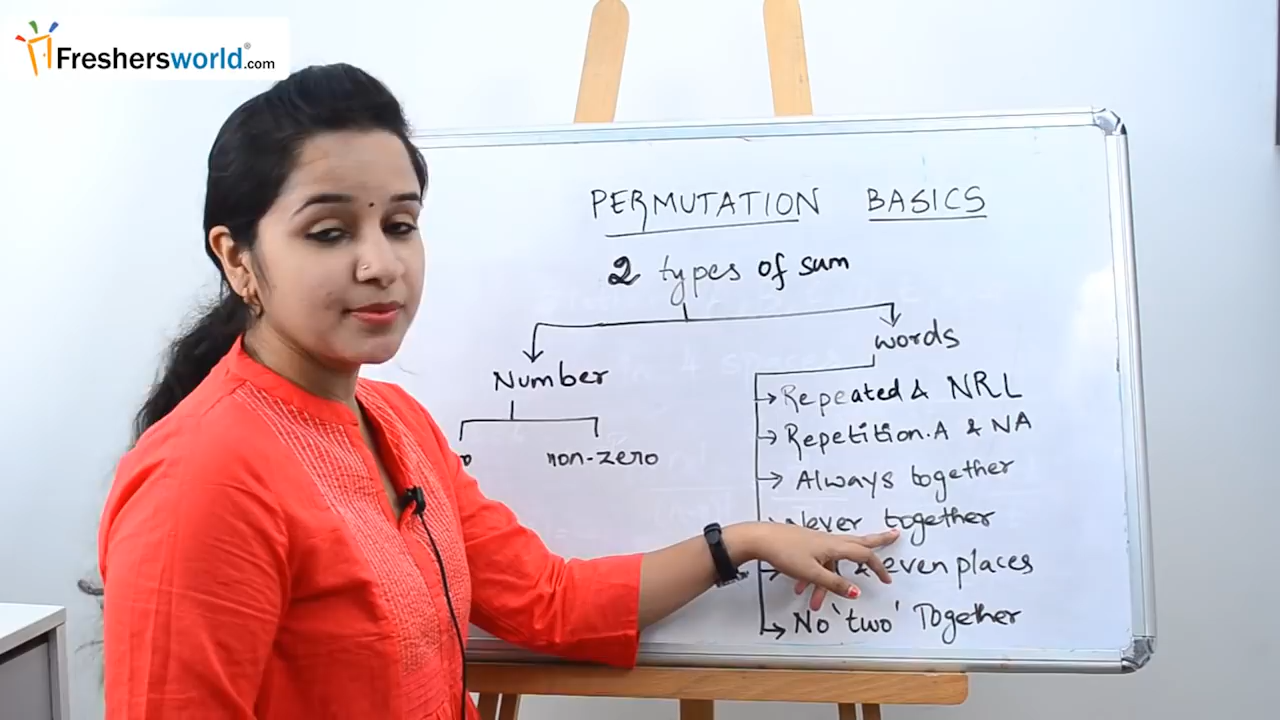 Freshersworld.com
PERMUTATION BASICS
2 types of sum
Number
words
non-zero
Repeated & NRL
Repetition.A & NA
Always together
Never together
& even places
No 'two' Together